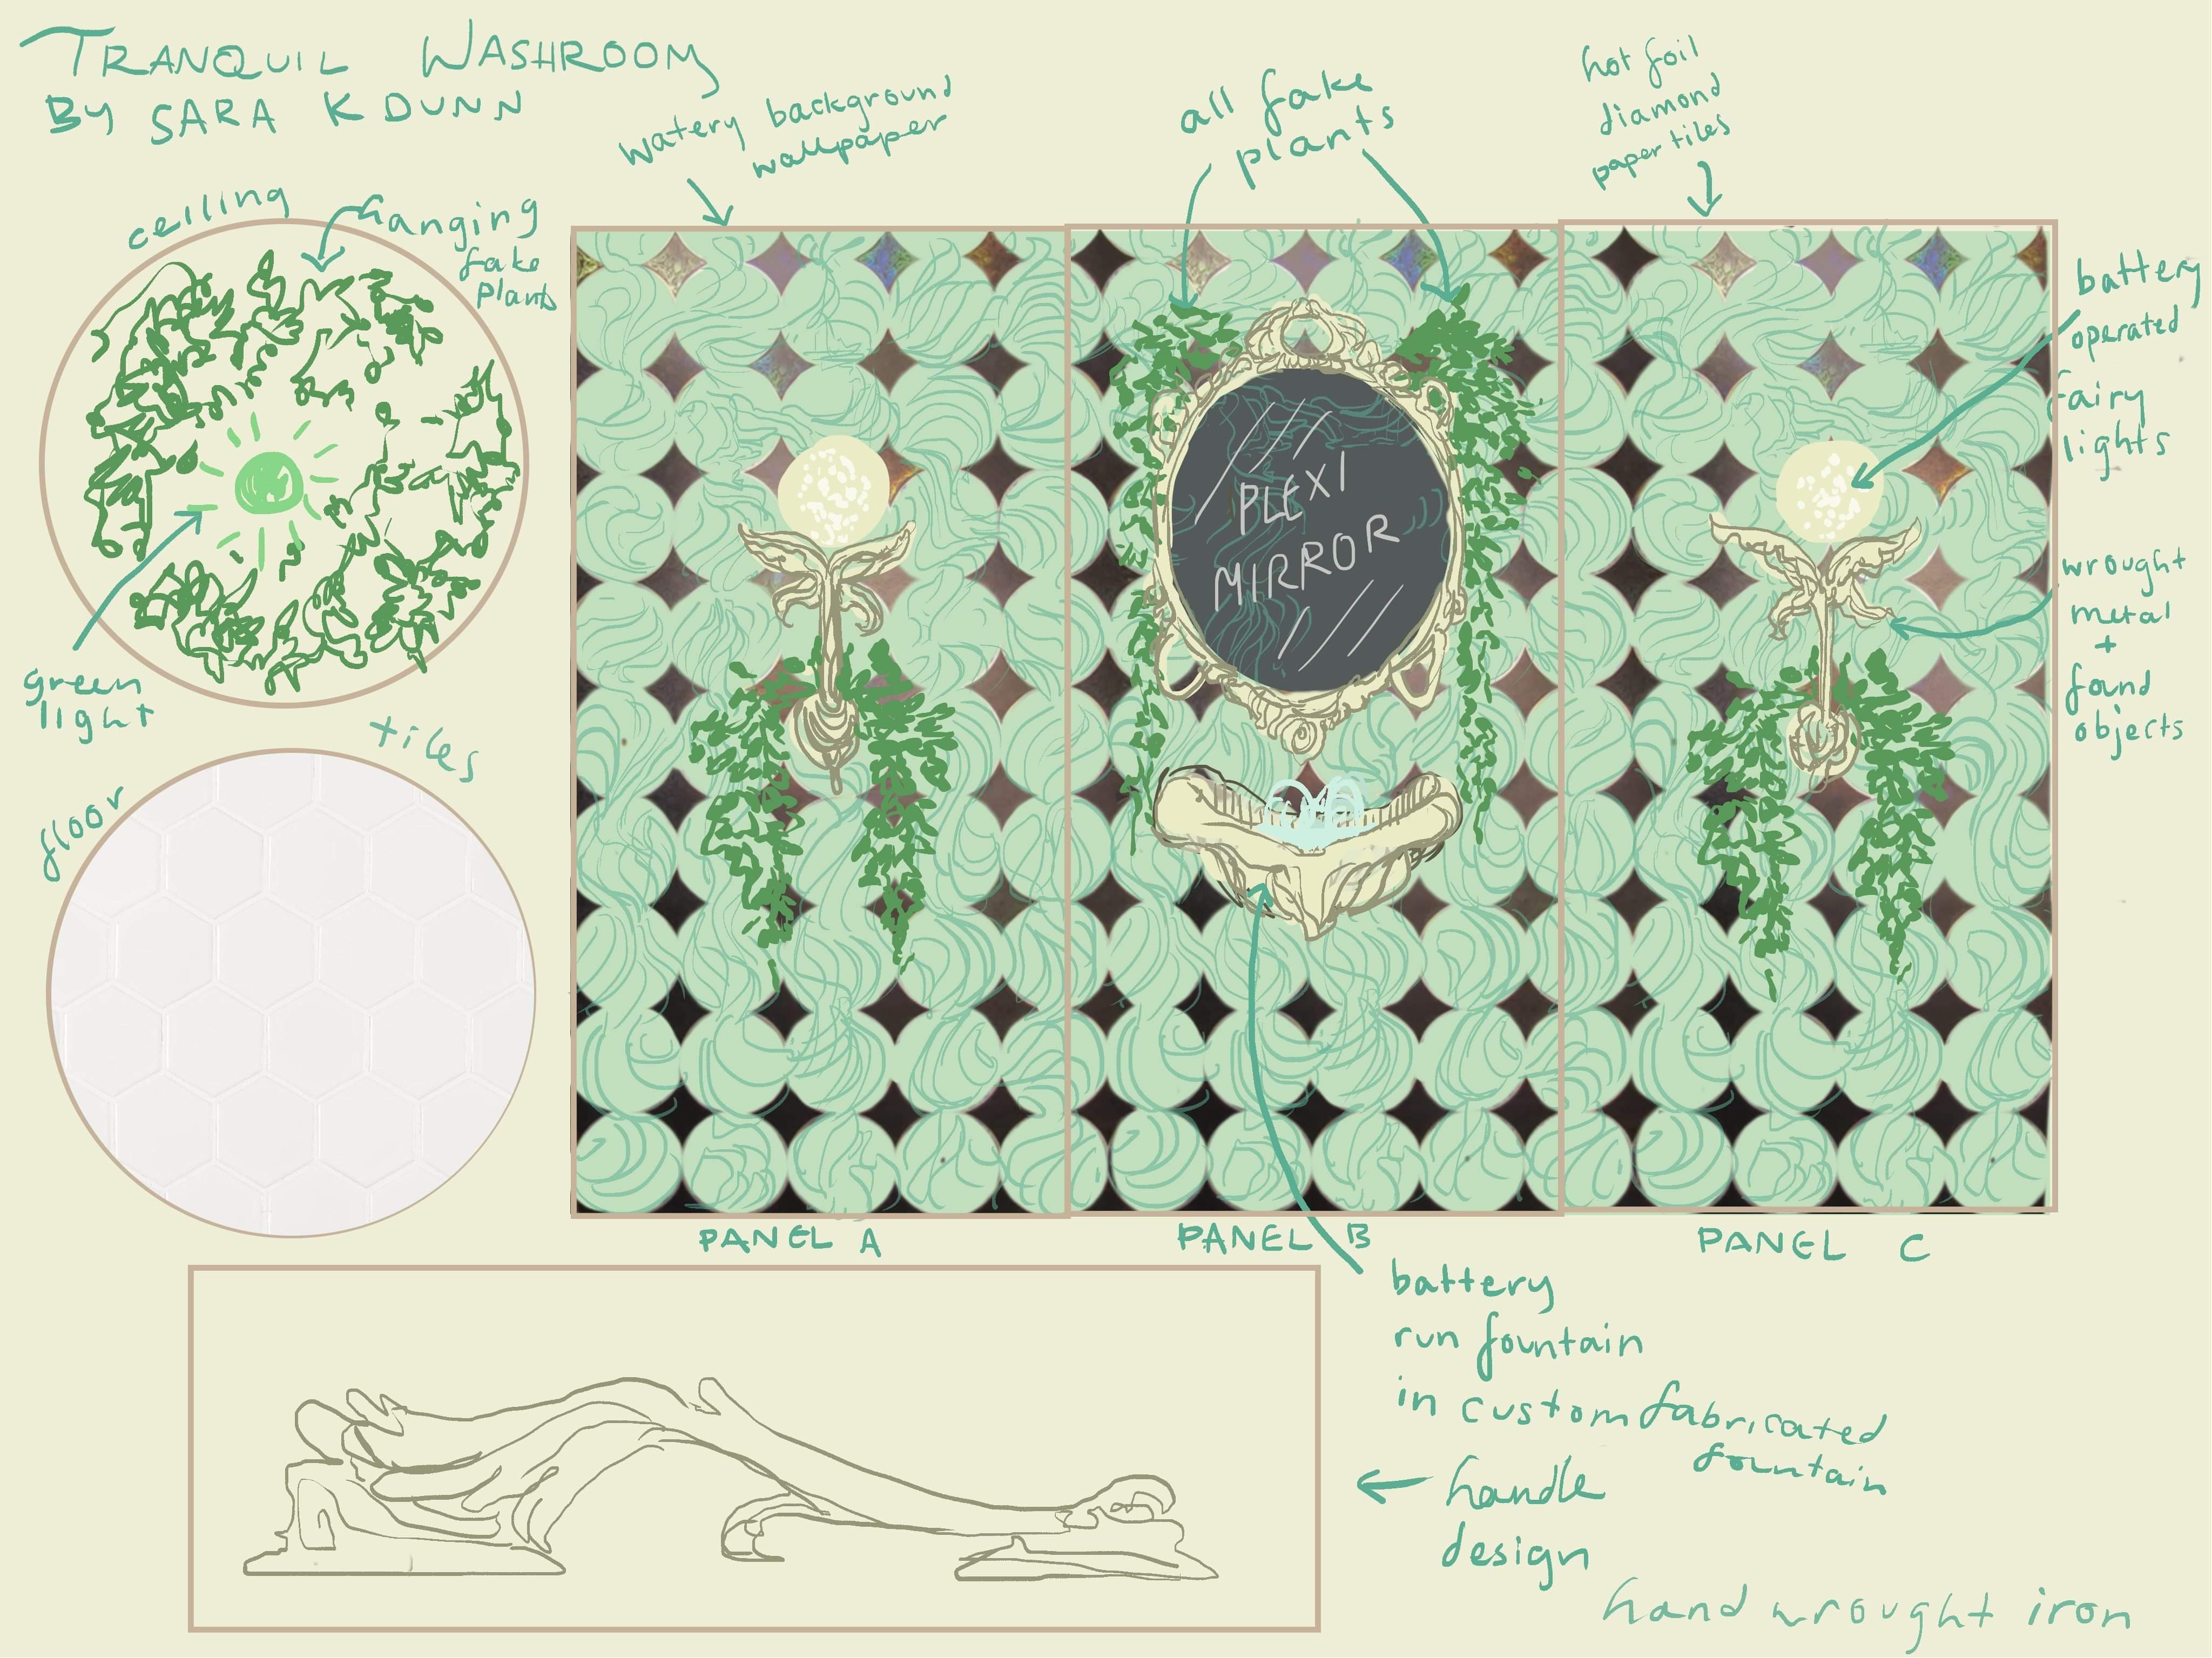 TRANQUIL WASHROOM
BY SARA K DUNN
watery background
wallpaper
all fake
plants
hot foil
diamond
paper tiles
ceiling
hanging
fake
plants
green
light
battery
operated
fairy
lights
PLEXI
MIRROR
wrought
metal
+
found
objects
tiles
floor
PANEL A
PANEL B
PANEL C
battery
run fountain
in custom fabricated
fountain
handle
design
hand wrought iron